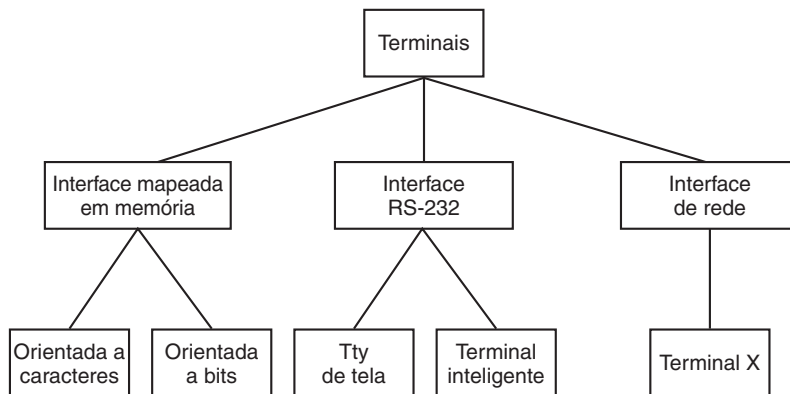 Terminais
Interface mapeada
em memória
Interface
RS-232
Interface
de rede
Orientada a
caracteres
Orientada
a bits
Tty
de tela
Terminal
inteligente
Terminal X